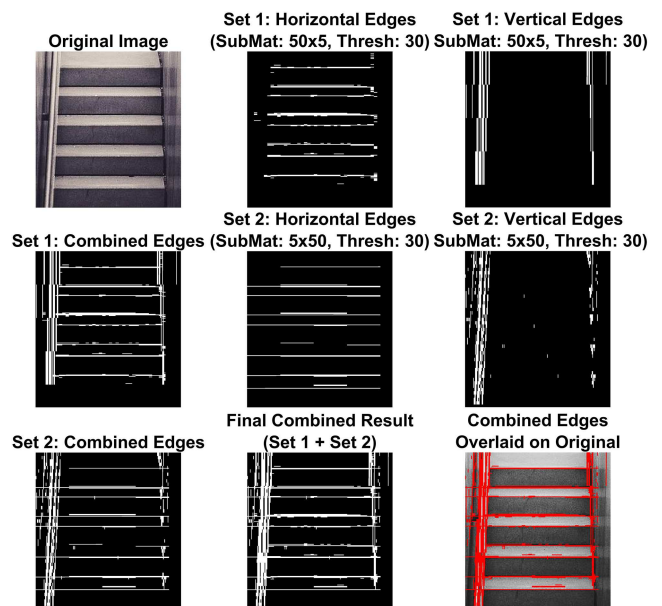 Original Image
Set 1: Horizontal Edges
(SubMat: 50x5, Thresh: 30)
Set 1: Vertical Edges
SubMat: 50x5, Thresh: 30)
Set 1: Combined Edges
Set 2: Horizontal Edges
(SubMat: 5x50, Thresh: 30)
Set 2: Vertical Edges
SubMat: 5x50, Thresh: 30)
Set 2: Combined Edges
Final Combined Result
(Set 1 + Set 2)
Combined Edges
Overlaid on Original